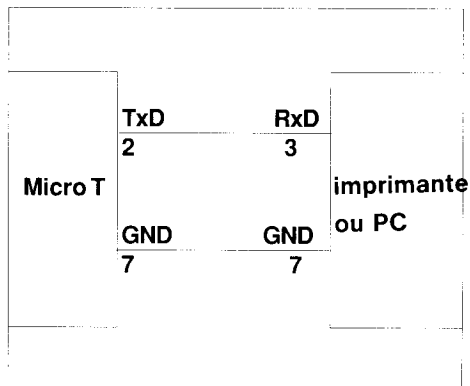 TxD RxD
2 3
Micro T imprimante
ou PC
GND GND
7 7